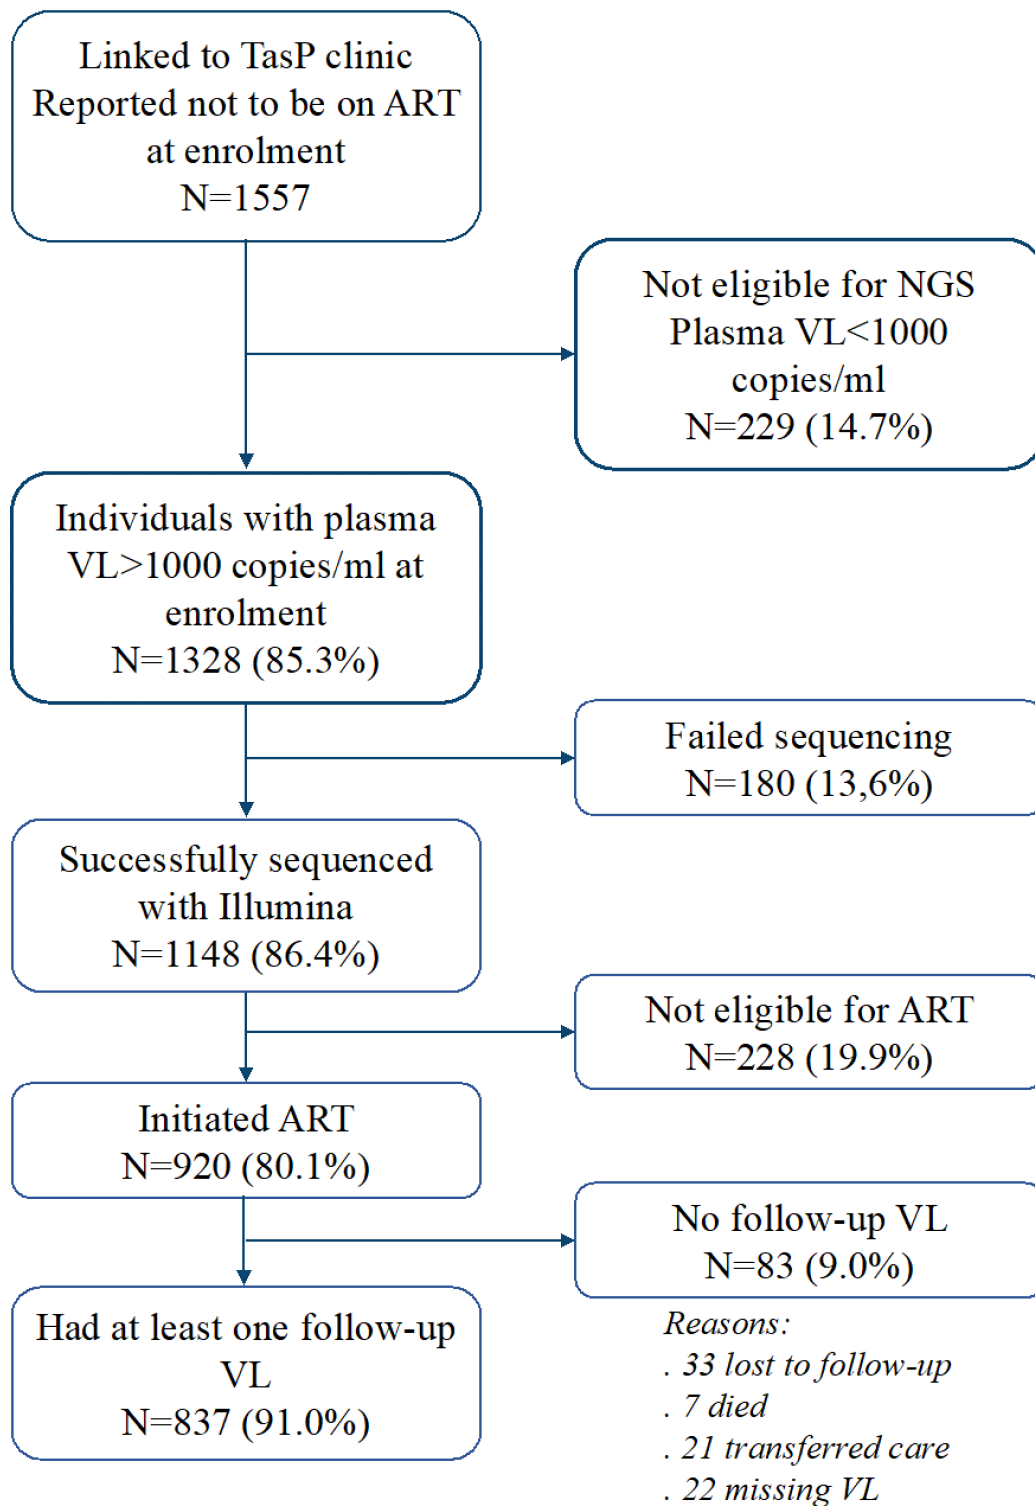 Linked to TasP clinic
Reported not to be on ART
at enrolment
N=1557
Not eligible for NGS
Plasma VL<1000
copies/ml
N=229 (14.7%)
Individuals with plasma
VL>1000 copies/ml at
enrolment
N=1328 (85.3%)
Failed sequencing
N=180 (13,6%)
Successfully sequenced
with Illumina
N=1148 (86.4%)
Not eligible for ART
N=228 (19.9%)
Initiated ART
N=920 (80.1%)
No follow-up VL
N=83 (9.0%)
Reasons:
. 33 lost to follow-up
. 7 died
. 21 transferred care
. 22 missing VL
Had at least one follow-up
VL
N=837 (91.0%)